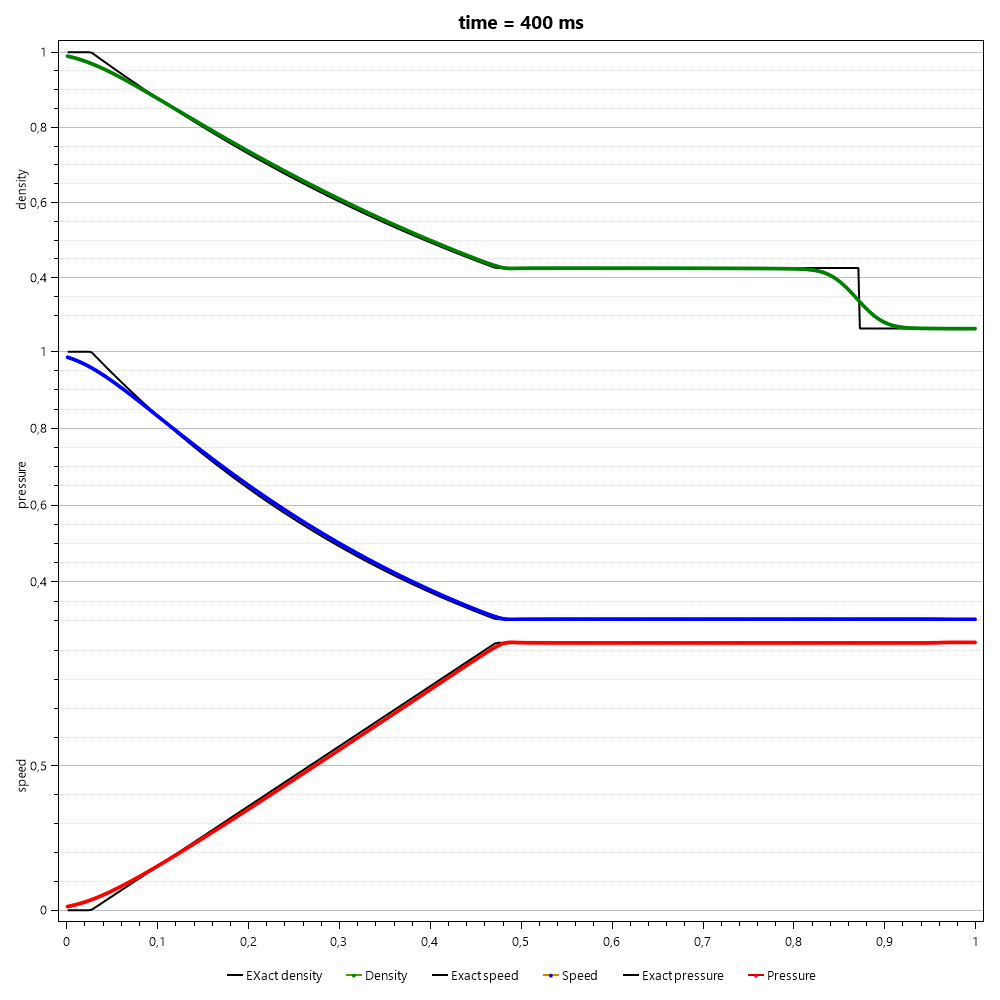 time = 400 ms
density
1
0,8
0,6
0,4
pressure
1
0,8
0,6
0,4
speed
0,5
0
0 0,1 0,2 0,3 0,4 0,5 0,6 0,7 0,8 0,9 1
EXact density Density Exact speed Speed Exact pressure Pressure